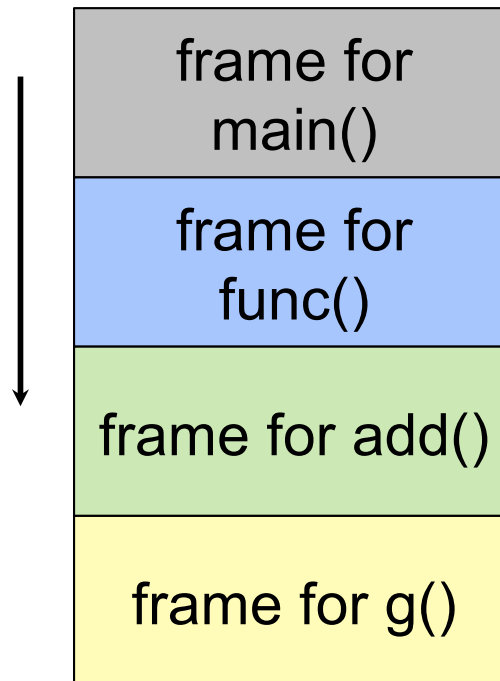 frame for
main()
frame for
func()
frame for add()
frame for g()